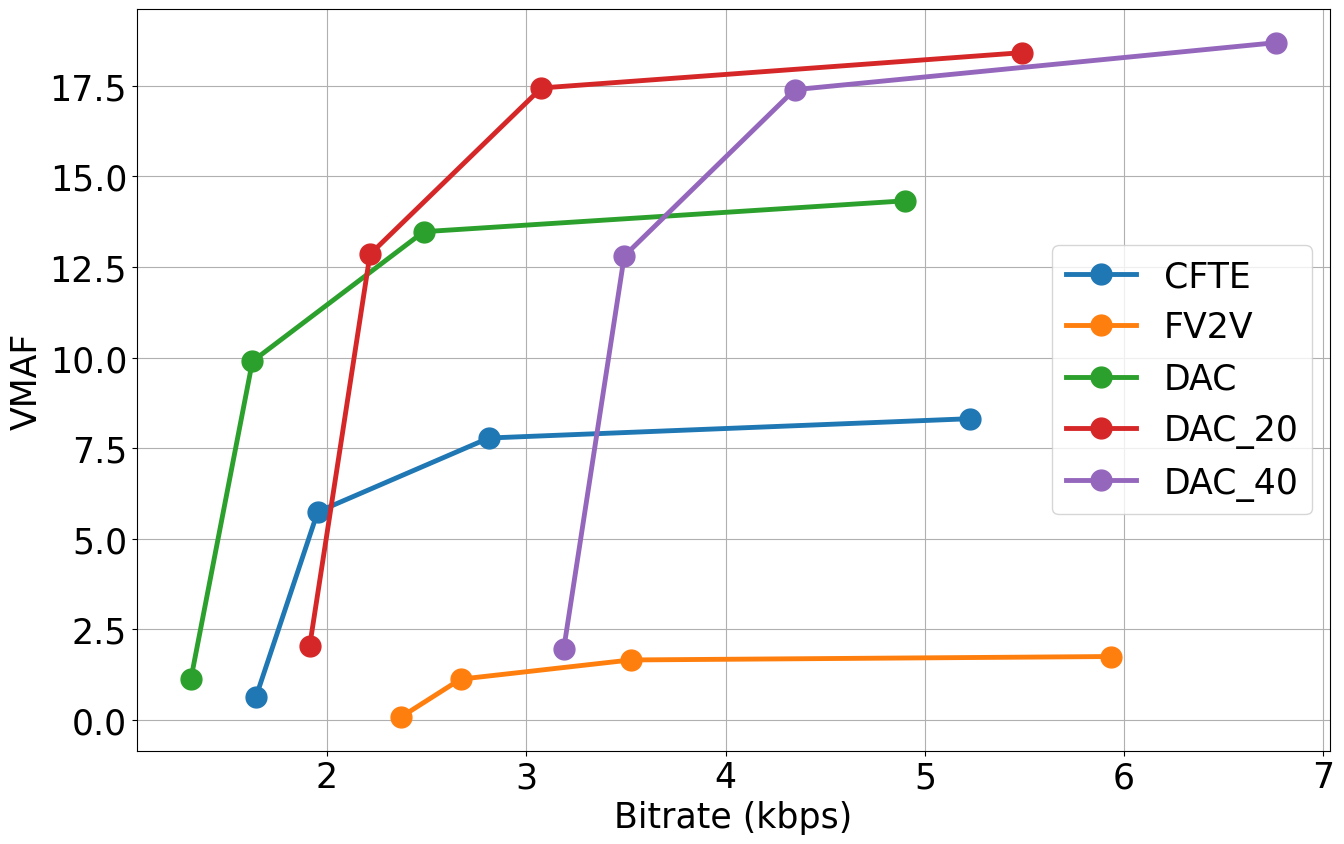 17.5
15.0
12.5
10.0
7.5
5.0
2.5
0.0
VMAF
2 3 4 5 6 7
Bitrate (kbps)
CFTE
FV2V
DAC
DAC_20
DAC_40